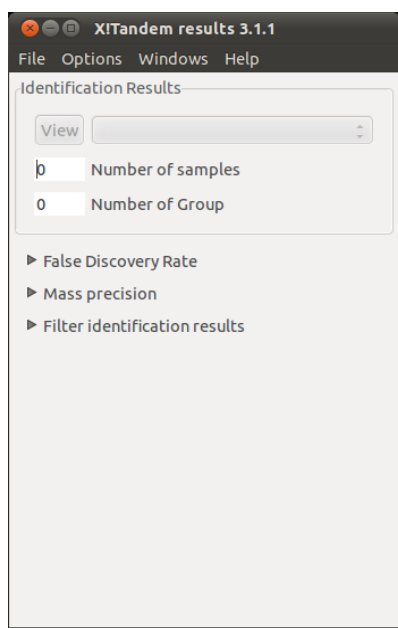 X!Tandem results 3.1.1
File Options Windows Help
Identification Results
View
0 Number of samples
0 Number of Group
False Discovery Rate
Mass precision
Filter identification results